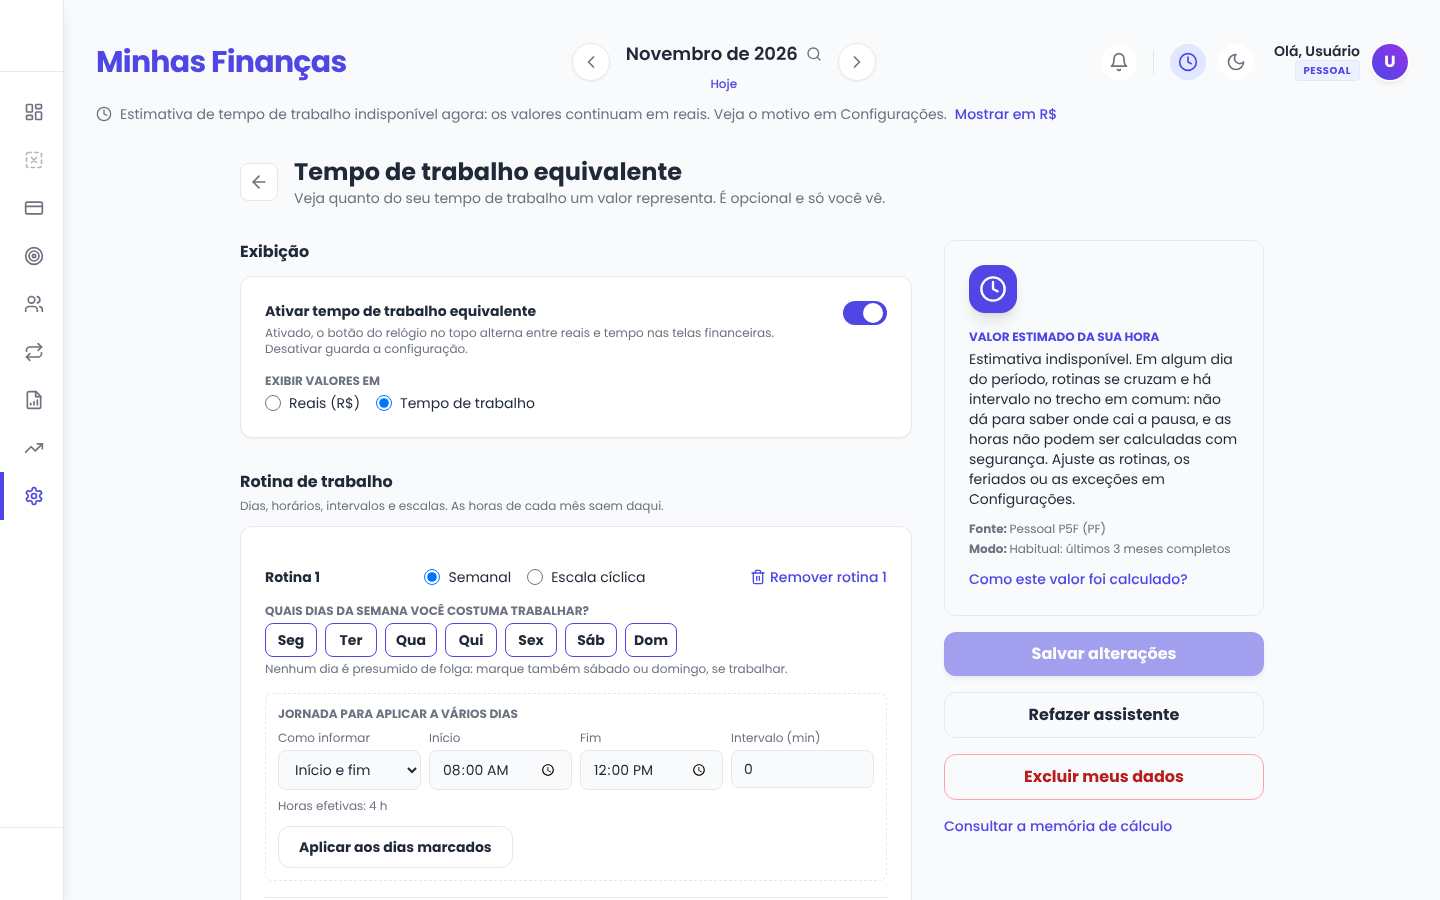 Minhas Finanças
Novembro de 2026
Hoje
Olá, Usuário
PESSOAL
U
Estimativa de tempo de trabalho indisponível agora: os valores continuam em reais. Veja o motivo em Configurações. Mostrar em R$
Tempo de trabalho equivalente
Veja quanto do seu tempo de trabalho um valor representa. É opcional e só você vê.
Exibição
Ativar tempo de trabalho equivalente
Ativado, o botão do relógio no topo alterna entre reais e tempo nas telas financeiras.
Desativar guarda a configuração.
EXIBIR VALORES EM
Reais (R$) Tempo de trabalho
Rotina de trabalho
Dias, horários, intervalos e escalas. As horas de cada mês saem daqui.
Rotina 1 Semanal Escala cíclica Remover rotina 1
QUAIS DIAS DA SEMANA VOCÊ COSTUMA TRABALHAR?
Seg Ter Qua Qui Sex Sáb Dom
Nenhum dia é presumido de folga: marque também sábado ou domingo, se trabalhar.
JORNADA PARA APLICAR A VÁRIOS DIAS
Como informar Início Fim Intervalo (min)
Início e fim 08:00 AM 12:00 PM 0
Horas efetivas: 4 h
Aplicar aos dias marcados
VALOR ESTIMADO DA SUA HORA
Estimativa indisponível. Em algum dia
do período, rotinas se cruzam e há
intervalo no trecho em comum: não
dá para saber onde cai a pausa, e as
horas não podem ser calculadas com
segurança. Ajuste as rotinas, os
feriados ou as exceções em
Configurações.
Fonte: Pessoal P5F (PF)
Modo: Habitual: últimos 3 meses completos
Como este valor foi calculado?
Salvar alterações
Refazer assistente
Excluir meus dados
Consultar a memória de cálculo